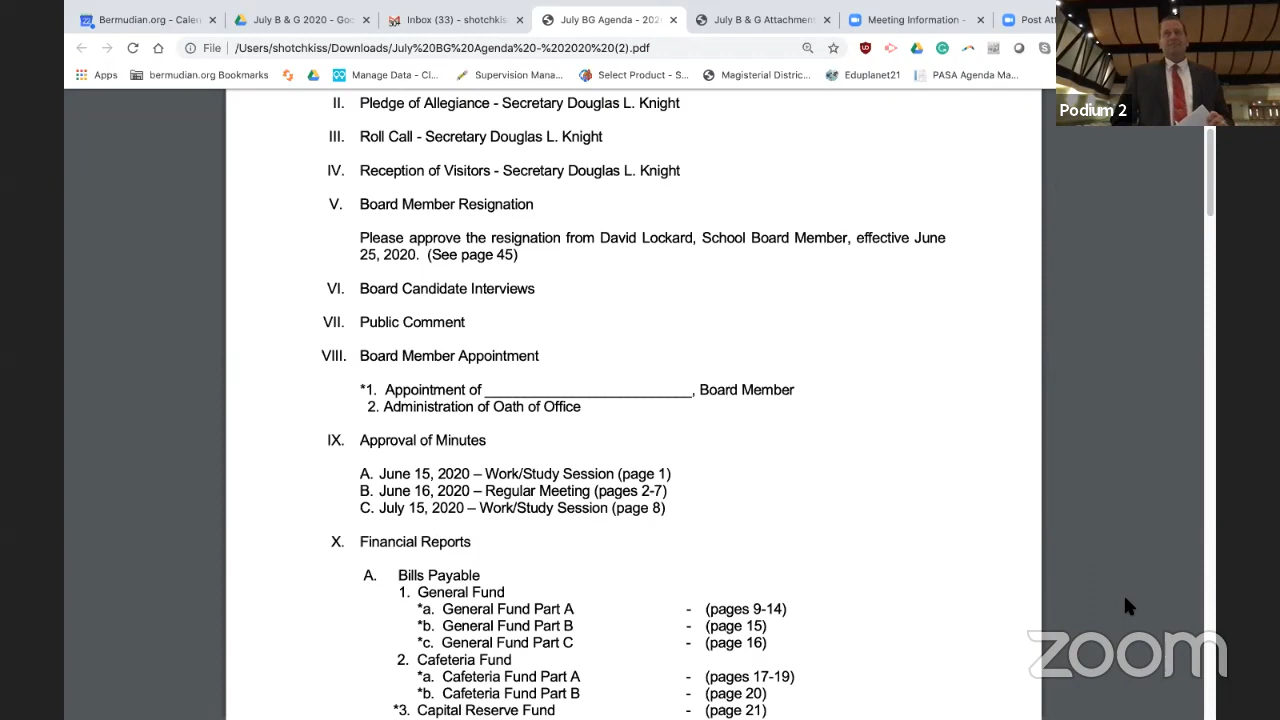 Bermudian.org - Calen
July B & G 2020 - Goo
Inbox (33) - shotchkis
July BG Agenda - 202
July B & G Attachment
Meeting Information -
Post At
File
/Users/shotchkiss/Downloads/July%20BG%20Agenda%20-%202020%20(2).pdf
Apps
bermudian.org Bookmarks
Manage Data - Cl...
Supervision Mana...
Select Product - S...
Magisterial Distric...
Eduplanet21
PASA Agenda Ma...
Podium 2
II. Pledge of Allegiance - Secretary Douglas L. Knight
III. Roll Call - Secretary Douglas L. Knight
IV. Reception of Visitors - Secretary Douglas L. Knight
V. Board Member Resignation
Please approve the resignation from David Lockard, School Board Member, effective June
25, 2020. (See page 45)
VI. Board Candidate Interviews
VII. Public Comment
VIII. Board Member Appointment
*1. Appointment of _________________________, Board Member
2. Administration of Oath of Office
IX. Approval of Minutes
A. June 15, 2020 – Work/Study Session (page 1)
B. June 16, 2020 – Regular Meeting (pages 2-7)
C. July 15, 2020 – Work/Study Session (page 8)
X. Financial Reports
A. Bills Payable
1. General Fund
*a. General Fund Part A - (pages 9-14)
*b. General Fund Part B - (page 15)
*c. General Fund Part C - (page 16)
2. Cafeteria Fund
*a. Cafeteria Fund Part A - (pages 17-19)
*b. Cafeteria Fund Part B - (page 20)
*3. Capital Reserve Fund - (page 21)
zoom